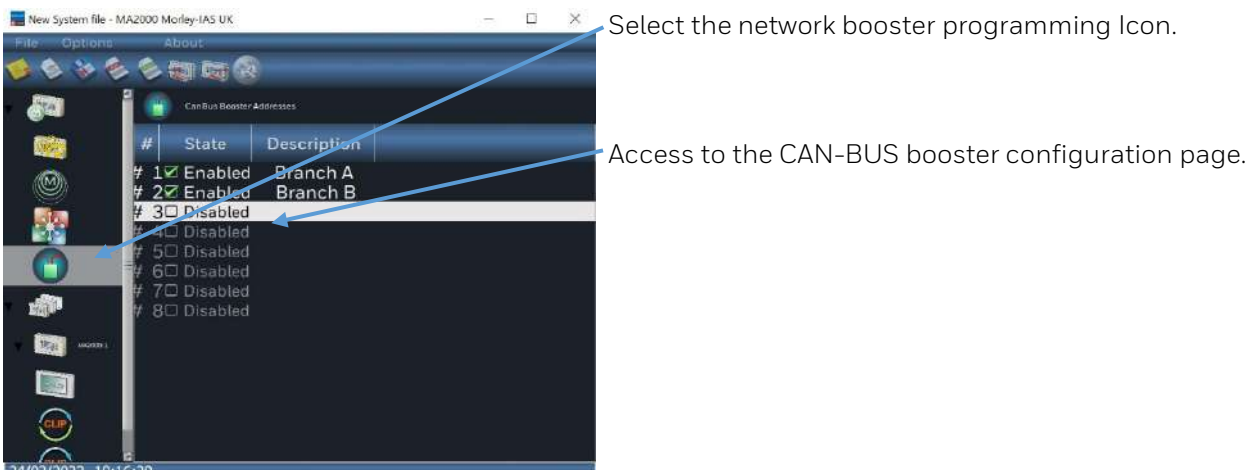 New System file - MA2000 Morley-IAS UK
Select the network booster programming Icon.
File Options About
CanBus Booster Addresses
# State Description
# 1 Enabled Branch A
# 2 Enabled Branch B
Access to the CAN-BUS booster configuration page.
# 3 Disabled
# 4 Disabled
# 5 Disabled
# 6 Disabled
# 7 Disabled
# 8 Disabled
CLIP